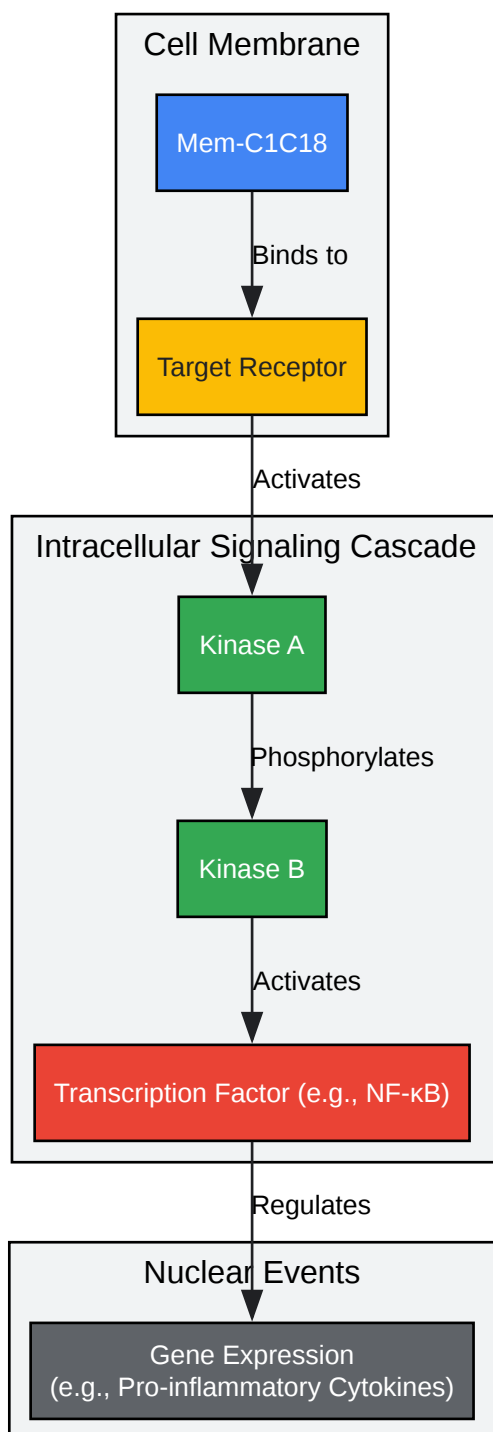 Cell Membrane
Mem-C1C18
Binds to
Target Receptor
Activates
Intracellular Signaling Cascade
Kinase A
Phosphorylates
Kinase B
Activates
Transcription Factor (e.g., NF-κB)
Regulates
Nuclear Events
Gene Expression
(e.g., Pro-inflammatory Cytokines)